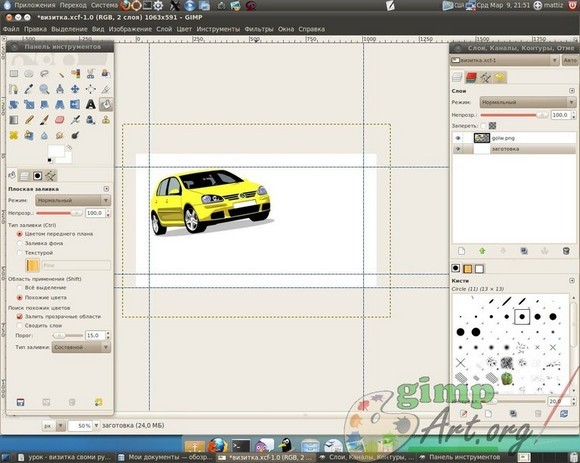 Приложения Переход Система
Срд Мар 9, 21:51 mattiz
*визитка.xcf-1.0 (RGB, 2 слоя) 1063x591 – GIMP
Файл Правка Выделение Вид Изображение Слой Цвет Инструменты Фильтры Окна Справка
Панель инструментов
Плоская заливка
Режим: Нормальный
Непрозр.: 100,0
Тип заливки (Ctrl)
Цветом переднего плана
Заливка фона
Текстурой
Pine
Область применения (Shift)
Всё выделение
Похожие цвета
Поиск похожих цветов
Залить прозрачные области
Сводить слои
Порог: 15,0
Тип заливки: Составной
px 50% заготовка (24,0 МБ)
Слои, Каналы, Контуры, Отме
визитка.xcf-1 Авто
Слои
Режим: Нормальный
Непрозр.: 100,0
Запереть:
golw.png
заготовка
Кисти
Circle (11) (13 × 13)
20,0
gimp
Art.org
урок - визитка своми ру...
Мои документы — обозр...
*визитка.xcf-1.0 (RGB, 2 ...
Слои, Каналы, Контуры, ...
Панель инструментов